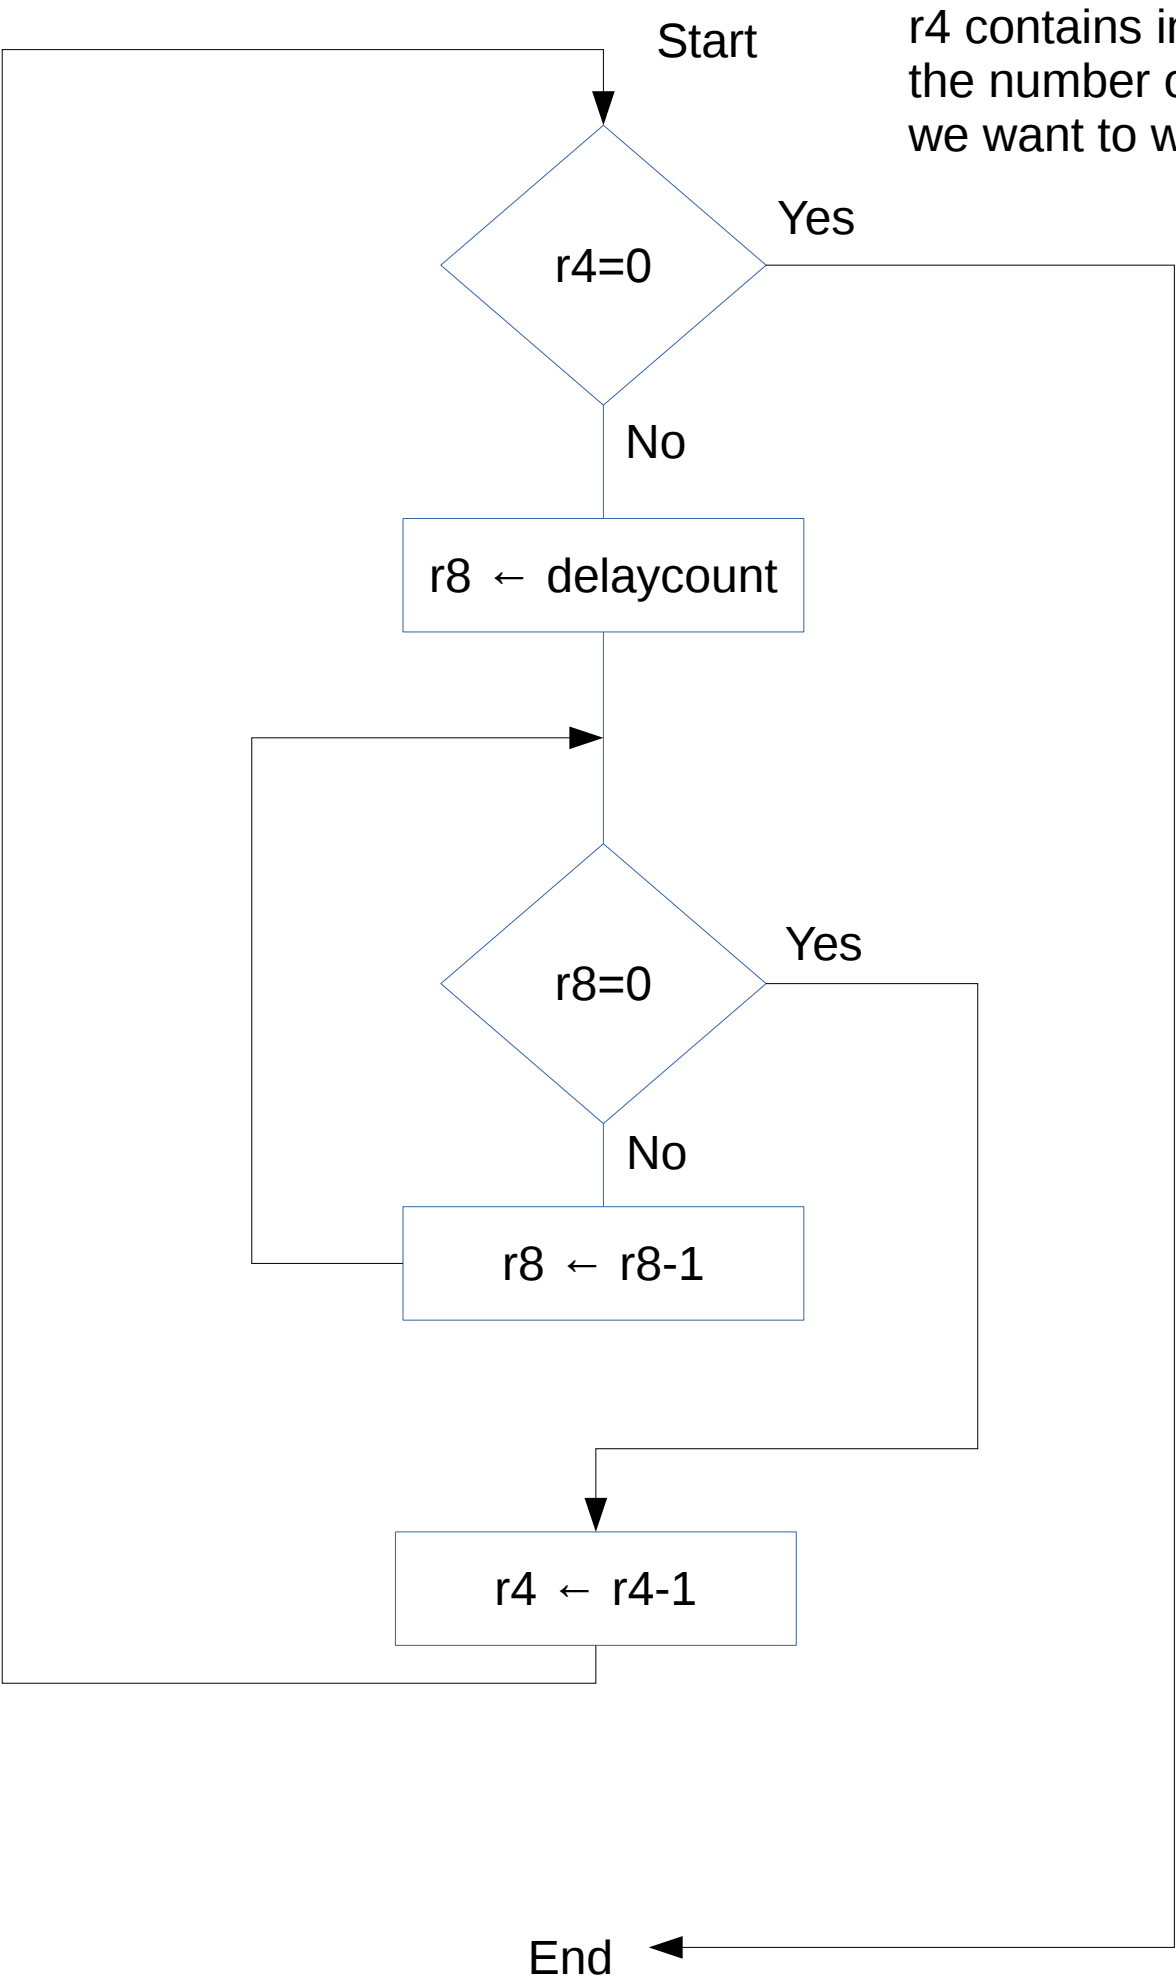 Start
r4 contains
the number
we want to
Yes
r4=0
No
r8 ← delaycount
Yes
r8=0
No
r8 ← r8-1
r4 ← r4-1
End